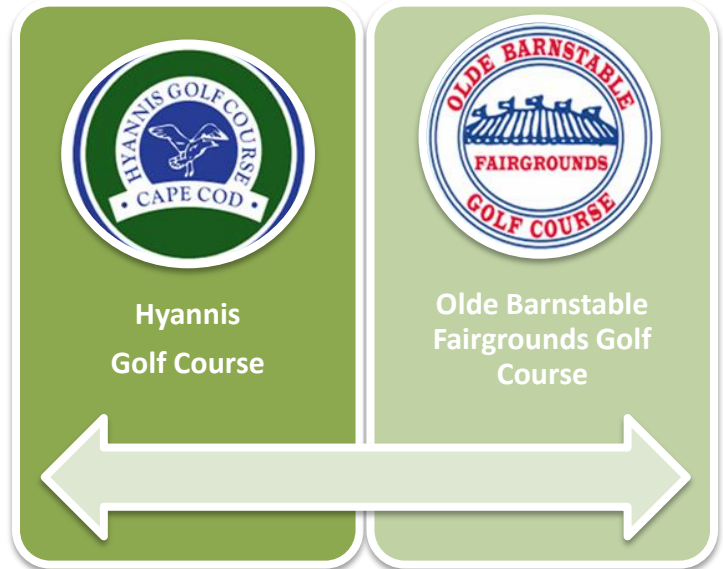 HYANNIS GOLF COURSE
• CAPE COD •
Hyannis
Golf Course
OLDE BARNSTABLE
FAIRGROUNDS
GOLF COURSE
Olde Barnstable
Fairgrounds Golf
Course